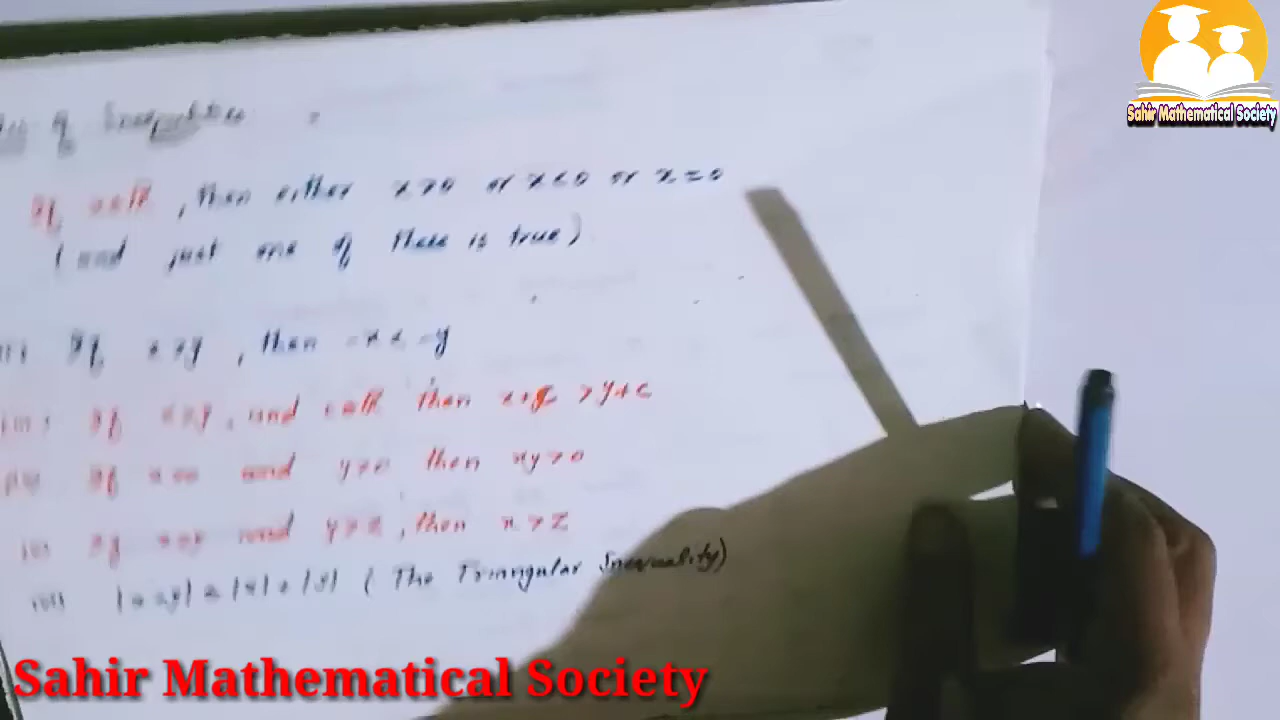 of Inequalities :
If x∈ℝ, then either x>0 or x<0 or x=0
(and just one of these is true)
If x>y, then -x<-y
If x>y, and c∈ℝ then x+c >y+c
If x>0 and y>0 then xy>0
If x>y and y>z, then x>z
|x+y| ≤ |x|+|y| ( The Triangular Inequality)
Sahir Mathematical Society
Sahir Mathematical Society